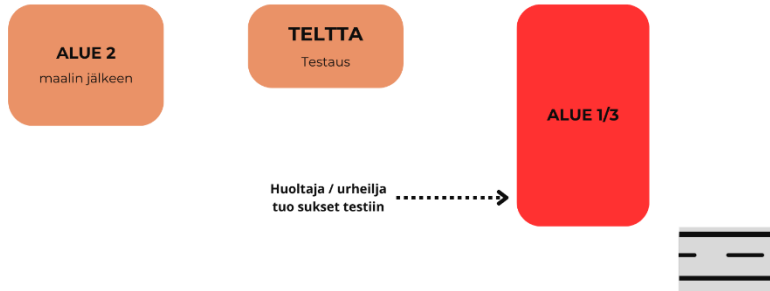 ALUE 2
maalin jälkeen
TELTTA
Testaus
ALUE 1/3
Huoltaja / urheilja
tuo sukset testiin